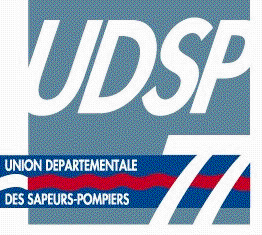 UDSP
77
UNION DEPARTEMENTALE
DES SAPEURS-POMPIERS